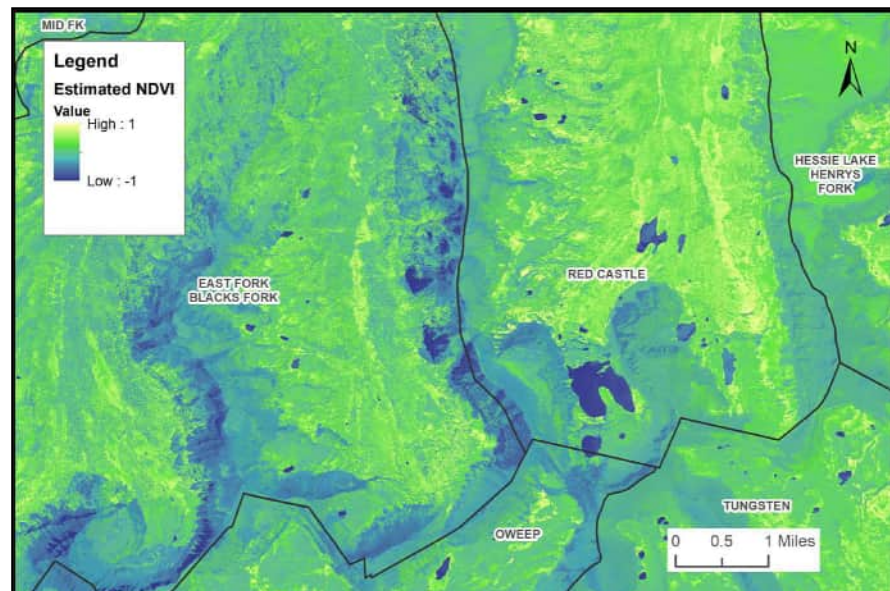 MID FK
Legend
Estimated NDVI
Value
High : 1
Low : -1
N
HESSIE LAKE
HENRYS
FORK
EAST FORK
BLACKS FORK
RED CASTLE
TUNGSTEN
OWEEP
0 0.5 1 Miles